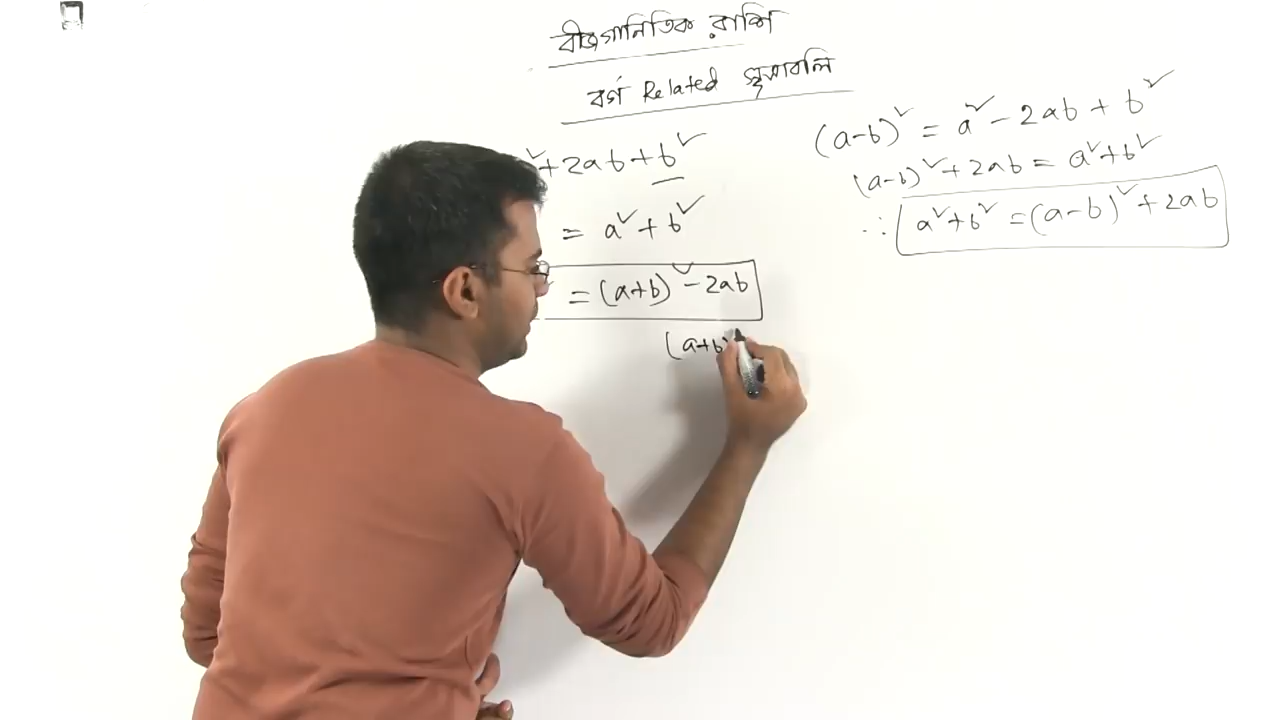 বীজগানিতিক রাশি
বর্গ Related সূত্রাবলি
²+2ab+b²
= a²+b²
= (a+b)² - 2ab
(a+b)
(a-b)² = a² - 2ab + b²
(a-b)² + 2ab = a²+b²
∴ a²+b² = (a-b)² + 2ab